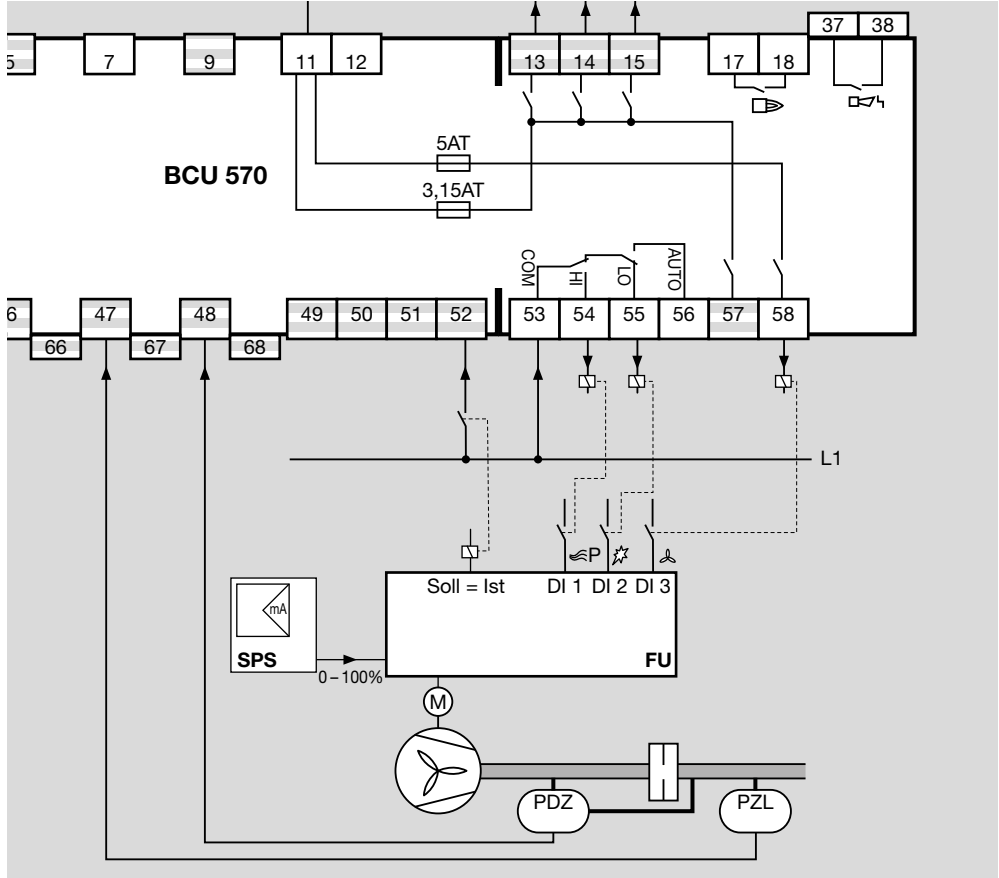 37 38
5 7 9 11 12 13 14 15 17 18
5AT
BCU 570
3,15AT
COM HI LO AUTO
6 47 48 49 50 51 52 53 54 55 56 57 58
66 67 68
L1
P
Soll = Ist DI 1 DI 2 DI 3
mA
SPS
FU
0–100%
M
PDZ PZL